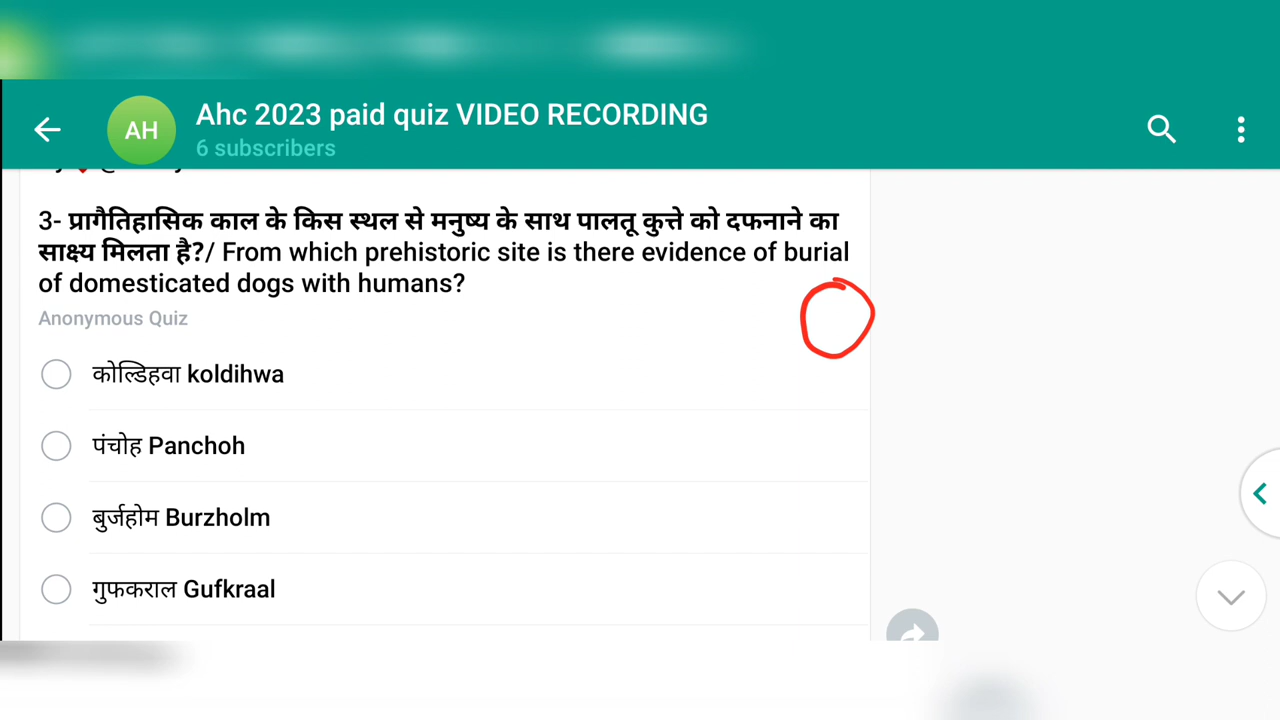 AH
Ahc 2023 paid quiz VIDEO RECORDING
6 subscribers
3- प्रागैतिहासिक काल के किस स्थल से मनुष्य के साथ पालतू कुत्ते को दफनाने का
साक्ष्य मिलता है?/ From which prehistoric site is there evidence of burial
of domesticated dogs with humans?
Anonymous Quiz
कोल्डिहवा koldihwa
पंचोह Panchoh
बुर्जहोम Burzholm
गुफकराल Gufkraal